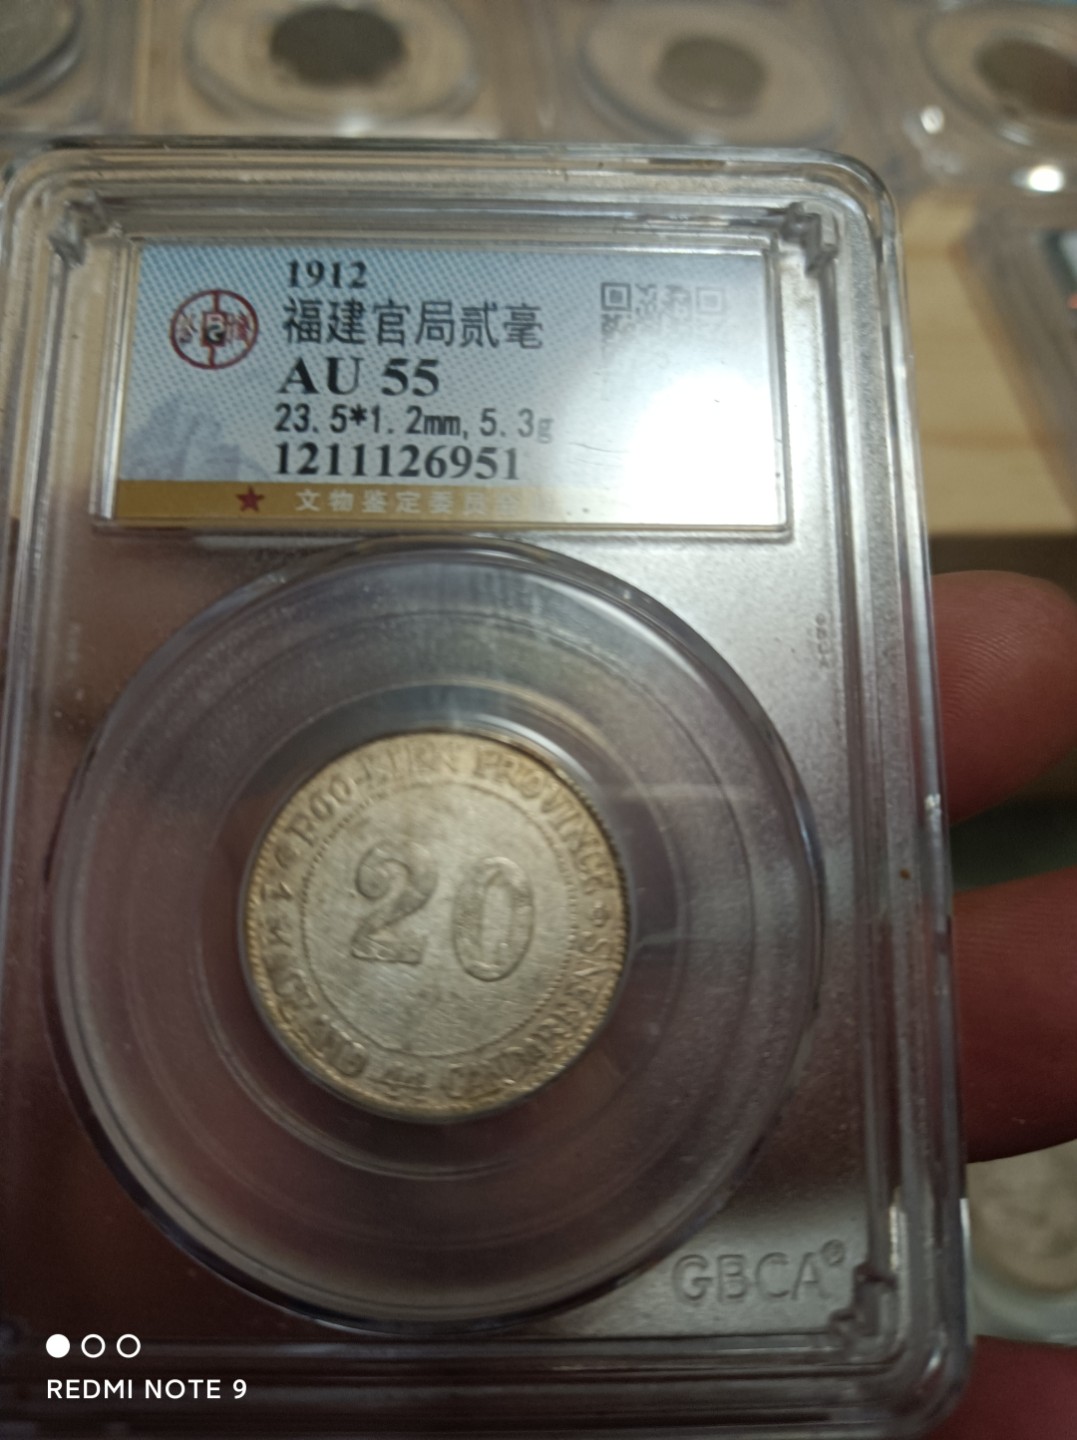 1912
福建官局贰毫
AU 55
23.5*1.2mm,5.3g
1211126951
文物鉴定委员会
FOO-KIEN PROVINCE
20
GBCA®
REDMI NOTE 9